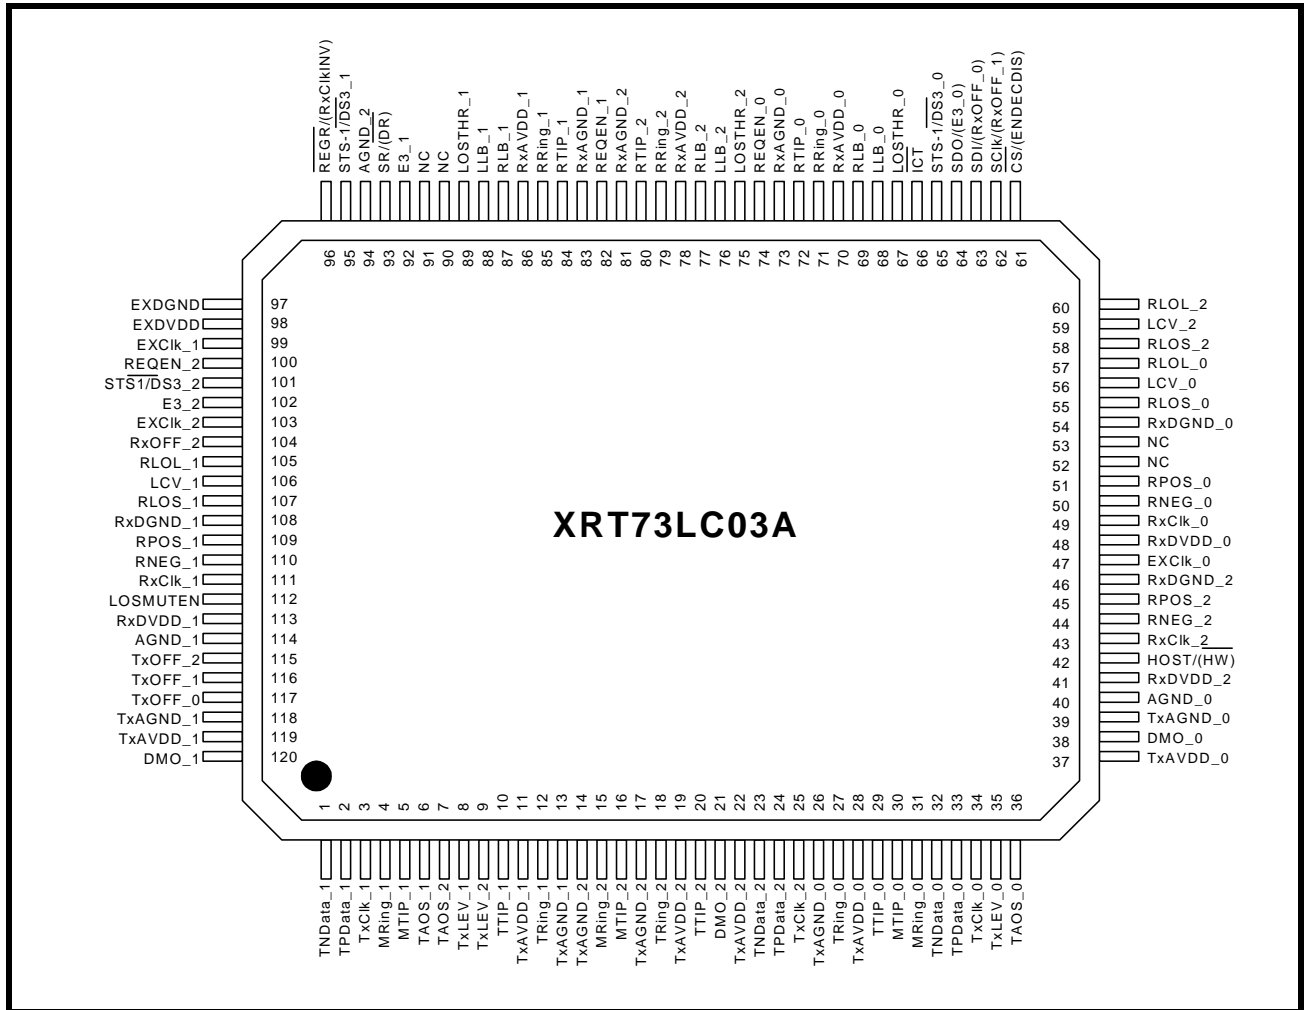 REGR/(RxClkINV)
STS-1/DS3_1
AGND_2
SR/(DR)
E3_1
NC
NC
LOSTHR_1
LLB_1
RLB_1
RxAVDD_1
RRing_1
RTIP_1
RxAGND_1
REQEN_1
RxAGND_2
RTIP_2
RRing_2
RxAVDD_2
RLB_2
LLB_2
LOSTHR_2
REQEN_0
RxAGND_0
RTIP_0
RRing_0
RxAVDD_0
RLB_0
LLB_0
LOSTHR_0
ICT
STS-1/DS3_0
SDO/(E3_0)
SDI/(RxOFF_0)
SClk/(RxOFF_1)
CS/(ENDECDIS)
96
95
94
93
92
91
90
89
88
87
86
85
84
83
82
81
80
79
78
77
76
75
74
73
72
71
70
69
68
67
66
65
64
63
62
61
EXDGND 97
EXDVDD 98
EXClk_1 99
REQEN_2 100
STS1/DS3_2 101
E3_2 102
EXClk_2 103
RxOFF_2 104
RLOL_1 105
LCV_1 106
RLOS_1 107
RxDGND_1 108
RPOS_1 109
RNEG_1 110
RxClk_1 111
LOSMUTEN 112
RxDVDD_1 113
AGND_1 114
TxOFF_2 115
TxOFF_1 116
TxOFF_0 117
TxAGND_1 118
TxAVDD_1 119
DMO_1 120
XRT73LC03A
60 RLOL_2
59 LCV_2
58 RLOS_2
57 RLOL_0
56 LCV_0
55 RLOS_0
54 RxDGND_0
53 NC
52 NC
51 RPOS_0
50 RNEG_0
49 RxClk_0
48 RxDVDD_0
47 EXClk_0
46 RxDGND_2
45 RPOS_2
44 RNEG_2
43 RxClk_2
42 HOST/(HW)
41 RxDVDD_2
40 AGND_0
39 TxAGND_0
38 DMO_0
37 TxAVDD_0
1
2
3
4
5
6
7
8
9
10
11
12
13
14
15
16
17
18
19
20
21
22
23
24
25
26
27
28
29
30
31
32
33
34
35
36
TNData_1
TPData_1
TxClk_1
MRing_1
MTIP_1
TAOS_1
TAOS_2
TxLEV_1
TxLEV_2
TTIP_1
TxAVDD_1
TRing_1
TxAGND_1
TxAGND_2
MRing_2
MTIP_2
TxAGND_2
TRing_2
TxAVDD_2
TTIP_2
DMO_2
TxAVDD_2
TNData_2
TPData_2
TxClk_2
TxAGND_0
TRing_0
TxAVDD_0
TTIP_0
MTIP_0
MRing_0
TNData_0
TPData_0
TxClk_0
TxLEV_0
TAOS_0